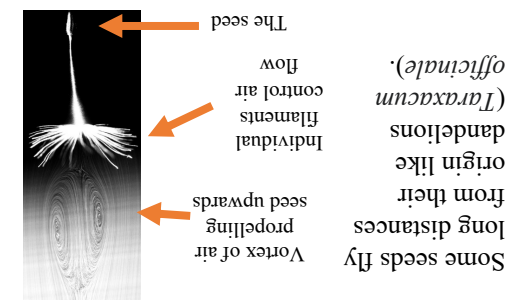 Some seeds fly
long distances
from their
origin like
dandelions
(Taraxacum
officinale).
Vortex of air
propelling
seed upwards
Individual
filaments
control air
flow
The seed